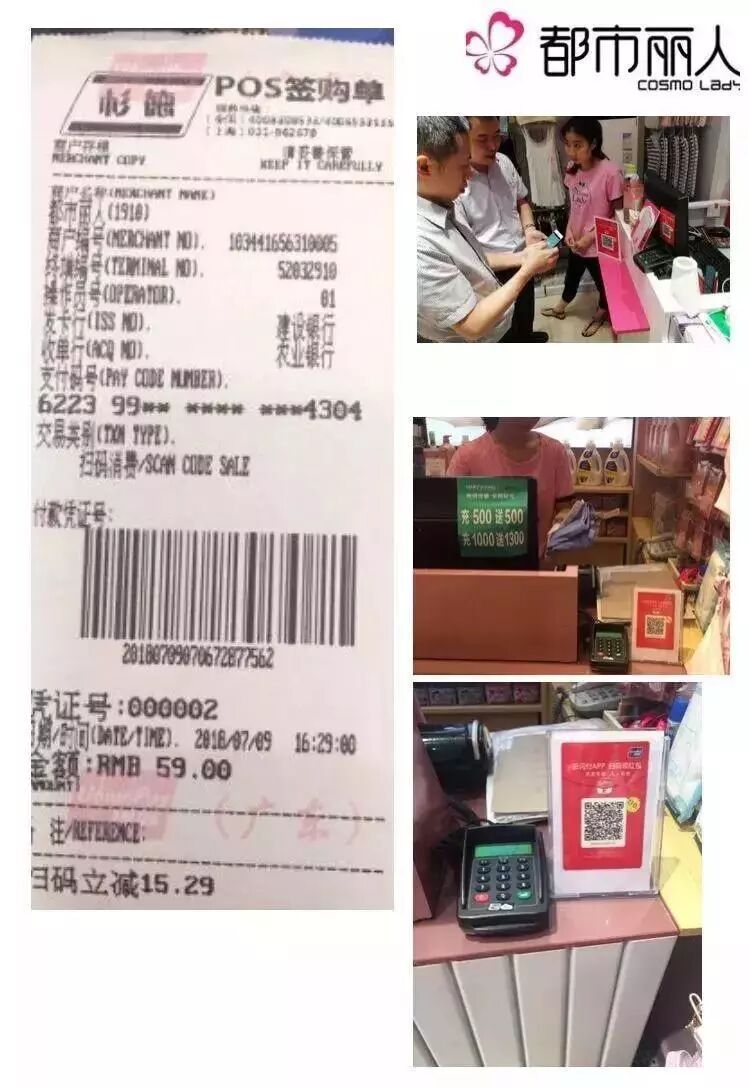 都市丽人
COSMO LADY
杉德
POS签购单
商户存根
MERCHANT COPY
请妥善保管
KEEP IT CAREFULLY
商户名称(MERCHANT NAME)
都市丽人(1910)
商户编号(MERCHANT NO). 103441656310005
终端编号(TERMINAL NO). 52032910
操作员号(OPERATOR). 01
发卡行(ISS NO). 建设银行
收单行(ACQ NO). 农业银行
支付码号(PAY CODE NUMBER).
6223 99** **** ***4304
交易类别(TXN TYPE).
扫码消费/SCAN CODE SALE
付款凭证号:
20180709070672877562
凭证号:000002
日期/时间(DATE/TIME). 2018/07/09 16:29:00
金额:RMB 59.00
(广东)
注/REFERENCE:
扫码立减15.29
充500送500
充1000送1300